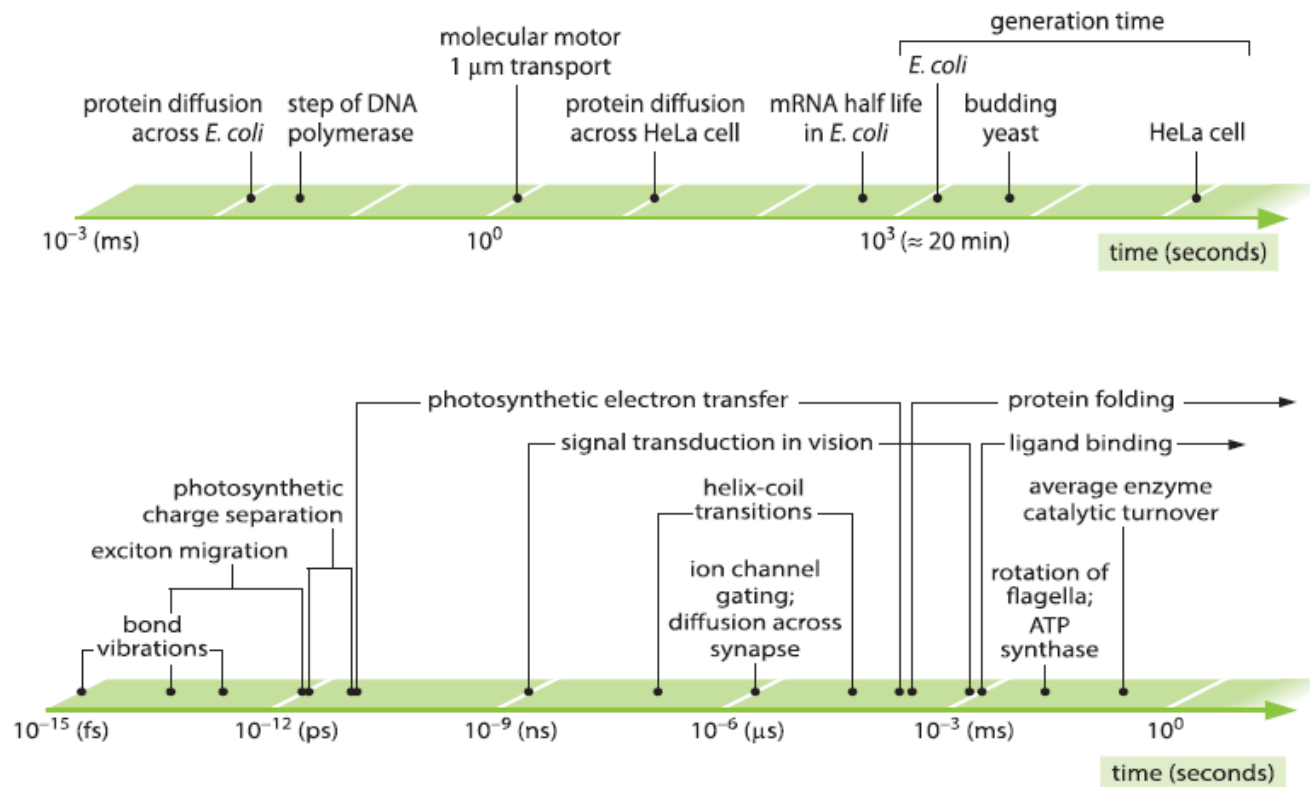 generation time
molecular motor
1 μm transport
E. coli
protein diffusion
across E. coli
step of DNA
polymerase
protein diffusion
across HeLa cell
mRNA half life
in E. coli
budding
yeast
HeLa cell
10⁻³ (ms)
10⁰
10³ (≈ 20 min)
time (seconds)
photosynthetic electron transfer
protein folding
signal transduction in vision
ligand binding
photosynthetic
charge separation
helix-coil
transitions
average enzyme
catalytic turnover
exciton migration
ion channel
gating;
diffusion across
synapse
rotation of
flagella;
ATP
synthase
bond
vibrations
10⁻¹⁵ (fs)
10⁻¹² (ps)
10⁻⁹ (ns)
10⁻⁶ (μs)
10⁻³ (ms)
10⁰
time (seconds)